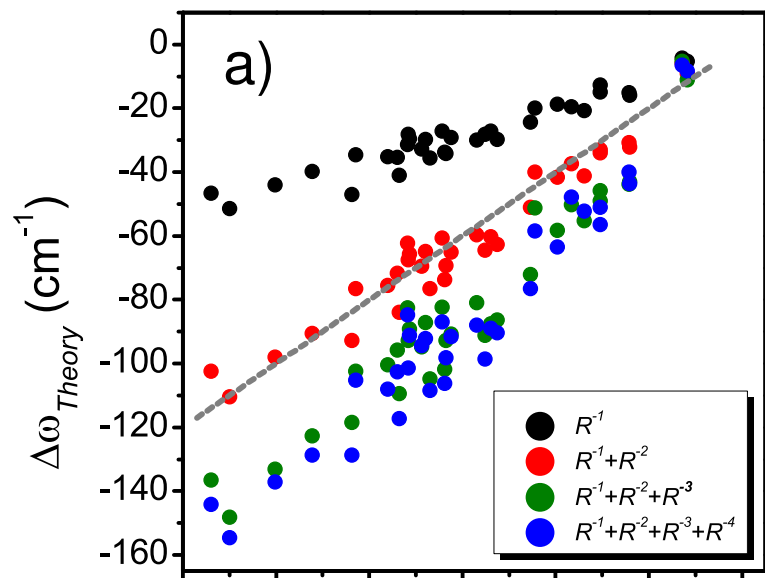 a)
0
-20
-40
-60
-80
-100
-120
-140
-160
Δω_Theory (cm⁻¹)
R⁻¹
R⁻¹+R⁻²
R⁻¹+R⁻²+R⁻³
R⁻¹+R⁻²+R⁻³+R⁻⁴